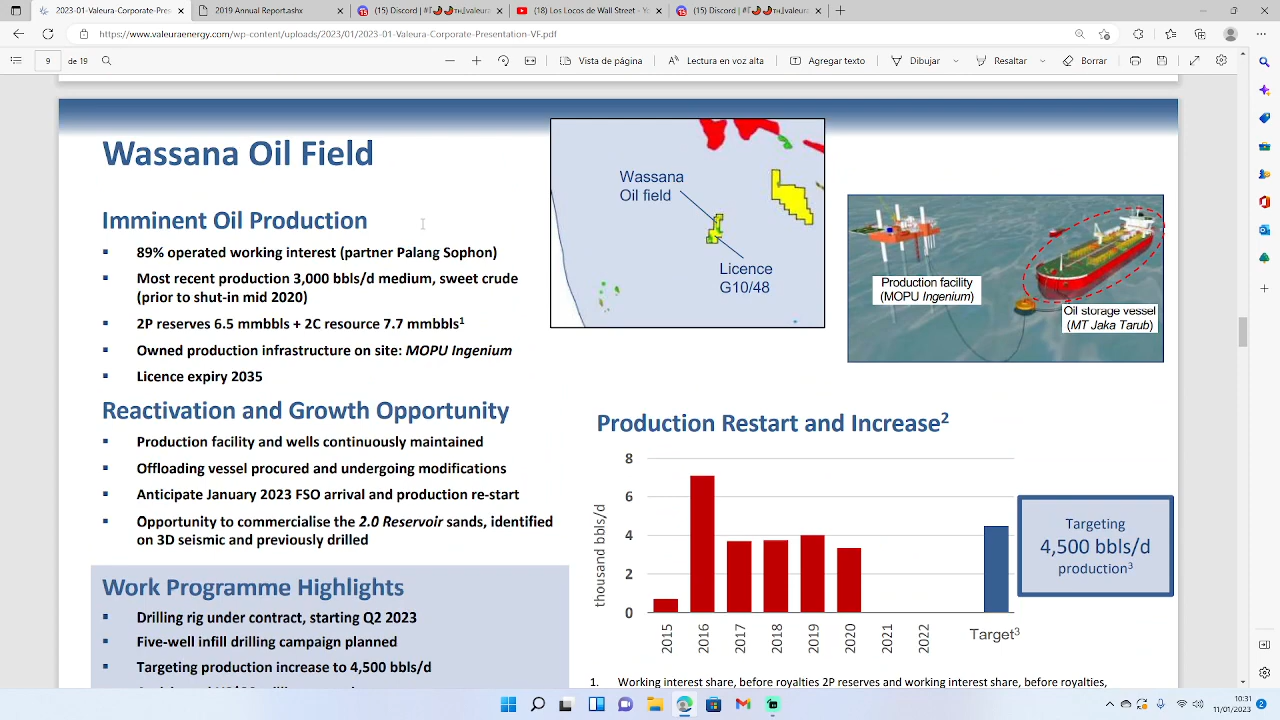 2023-01-Valeura-Corporate-Presen
2019 Annual Report.ashx
(15) Discord | #
valeura
(18) Los Locos de Wall Street - Yo
(15) Discord | #
valeura
https://www.valeuraenergy.com/wp-content/uploads/2023/01/2023-01-Valeura-Corporate-Presentation-VF.pdf
9 de 19
Vista de página
Lectura en voz alta
Agregar texto
Dibujar
Resaltar
Borrar
Wassana Oil Field
Imminent Oil Production
89% operated working interest (partner Palang Sophon)
Most recent production 3,000 bbls/d medium, sweet crude
(prior to shut-in mid 2020)
2P reserves 6.5 mmbbls + 2C resource 7.7 mmbbls¹
Owned production infrastructure on site: MOPU Ingenium
Licence expiry 2035
Reactivation and Growth Opportunity
Production facility and wells continuously maintained
Offloading vessel procured and undergoing modifications
Anticipate January 2023 FSO arrival and production re-start
Opportunity to commercialise the 2.0 Reservoir sands, identified
on 3D seismic and previously drilled
Work Programme Highlights
Drilling rig under contract, starting Q2 2023
Five-well infill drilling campaign planned
Targeting production increase to 4,500 bbls/d
Wassana
Oil field
Licence
G10/48
Production facility
(MOPU Ingenium)
Oil storage vessel
(MT Jaka Tarub)
Production Restart and Increase²
thousand bbls/d
8
6
4
2
0
2015 2016 2017 2018 2019 2020 2021 2022 Target³
Targeting
4,500 bbls/d
production³
1. Working interest share, before royalties 2P reserves and working interest share, before royalties,
10:31
11/01/2023
2